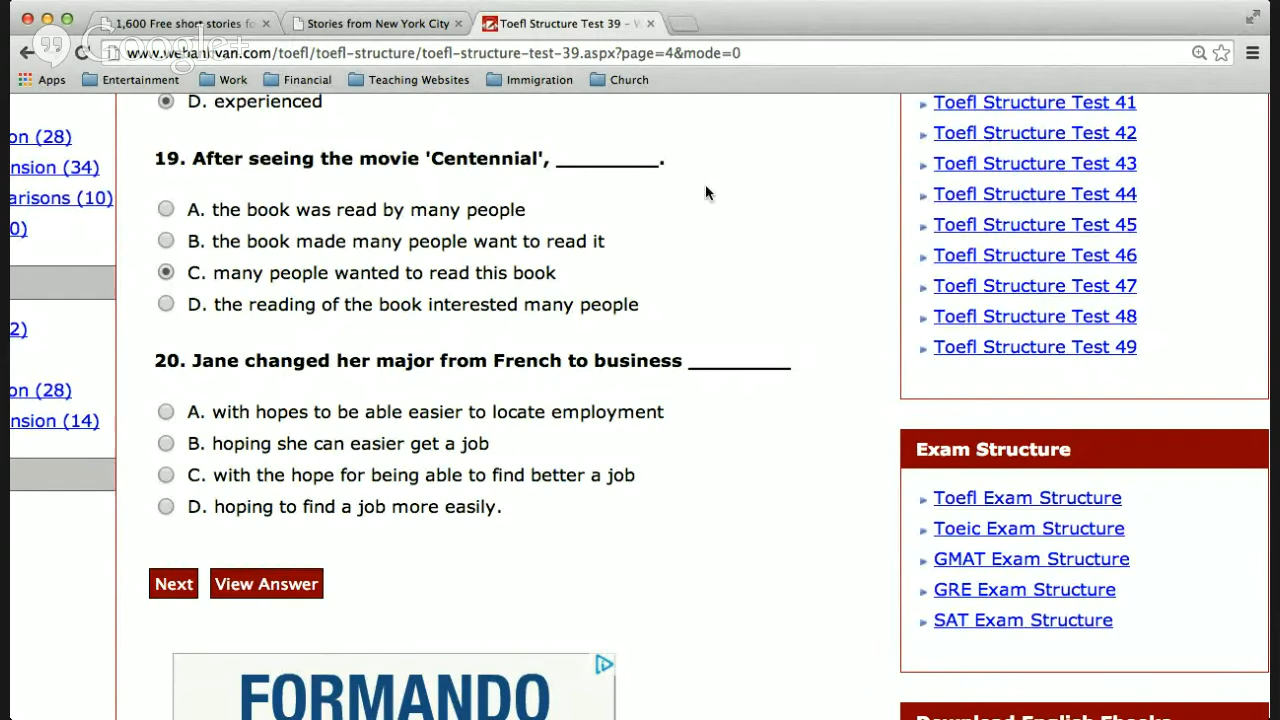 1,600 Free short stories fo
Stories from New York City
Toefl Structure Test 39 – W
Google+
www.webanirvan.com/toefl/toefl-structure/toefl-structure-test-39.aspx?page=4&mode=0
Apps
Entertainment
Work
Financial
Teaching Websites
Immigration
Church
on (28)
nsion (34)
arisons (10)
0)
2)
on (28)
nsion (14)
D. experienced
19. After seeing the movie 'Centennial', _________.
A. the book was read by many people
B. the book made many people want to read it
C. many people wanted to read this book
D. the reading of the book interested many people
20. Jane changed her major from French to business _________
A. with hopes to be able easier to locate employment
B. hoping she can easier get a job
C. with the hope for being able to find better a job
D. hoping to find a job more easily.
Next
View Answer
FORMANDO
Toefl Structure Test 41
Toefl Structure Test 42
Toefl Structure Test 43
Toefl Structure Test 44
Toefl Structure Test 45
Toefl Structure Test 46
Toefl Structure Test 47
Toefl Structure Test 48
Toefl Structure Test 49
Exam Structure
Toefl Exam Structure
Toeic Exam Structure
GMAT Exam Structure
GRE Exam Structure
SAT Exam Structure
Download English Ebooks